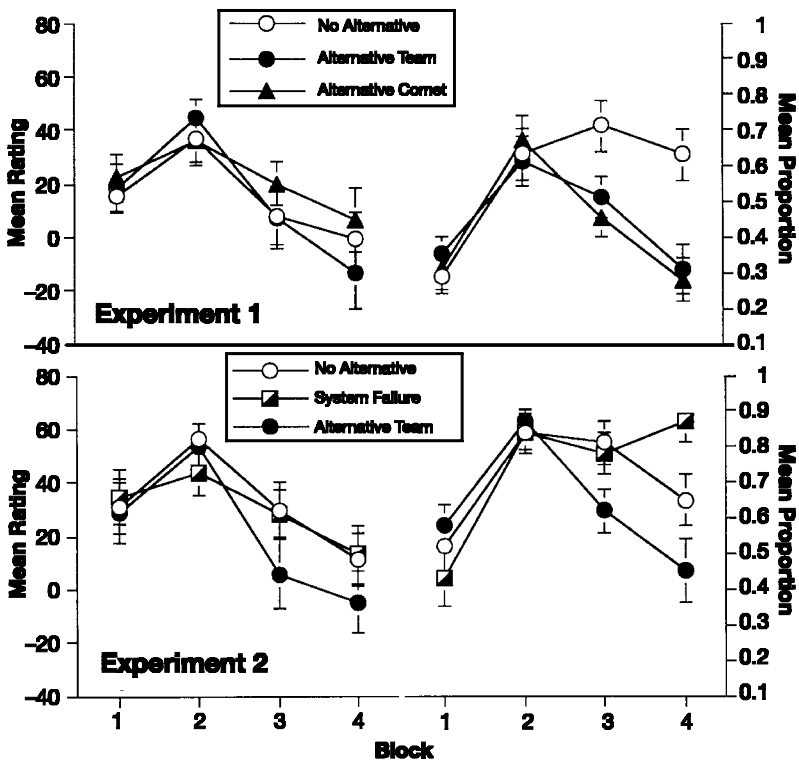 80
60
40
20
0
−20
−40
Mean Rating
No Alternative
Alternative Team
Alternative Comet
1
0.9
0.8
0.7
0.6
0.5
0.4
0.3
0.2
0.1
Mean Proportion
Experiment 1
80
60
40
20
0
−20
−40
Mean Rating
No Alternative
System Failure
Alternative Team
1
0.9
0.8
0.7
0.6
0.5
0.4
0.3
0.2
0.1
Mean Proportion
Experiment 2
1 2 3 4 1 2 3 4
Block